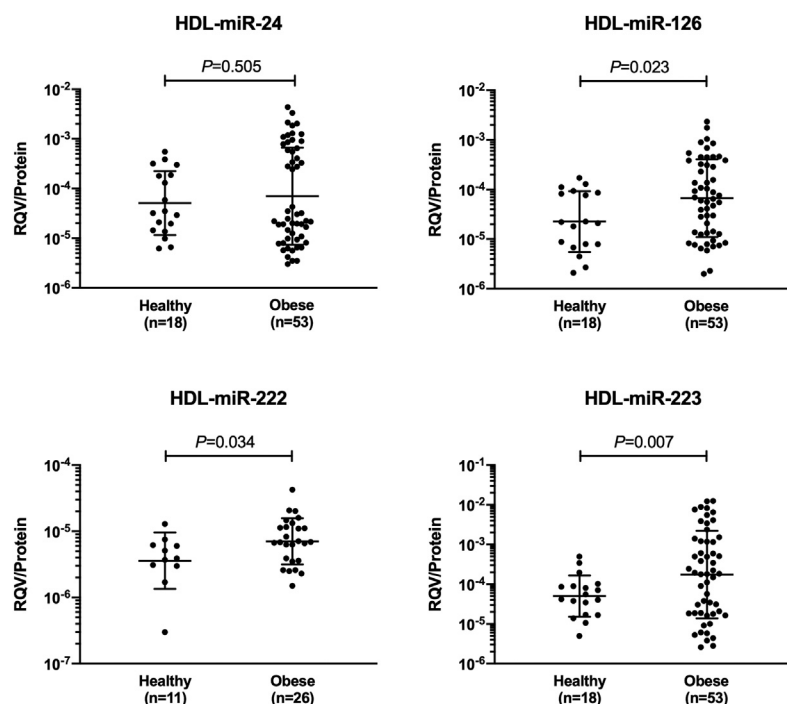 HDL-miR-24
P=0.505
RQV/Protein
10-2
10-3
10-4
10-5
10-6
Healthy
(n=18)
Obese
(n=53)
HDL-miR-126
P=0.023
RQV/Protein
10-2
10-3
10-4
10-5
10-6
Healthy
(n=18)
Obese
(n=53)
HDL-miR-222
P=0.034
RQV/Protein
10-4
10-5
10-6
10-7
Healthy
(n=11)
Obese
(n=26)
HDL-miR-223
P=0.007
RQV/Protein
10-1
10-2
10-3
10-4
10-5
10-6
Healthy
(n=18)
Obese
(n=53)